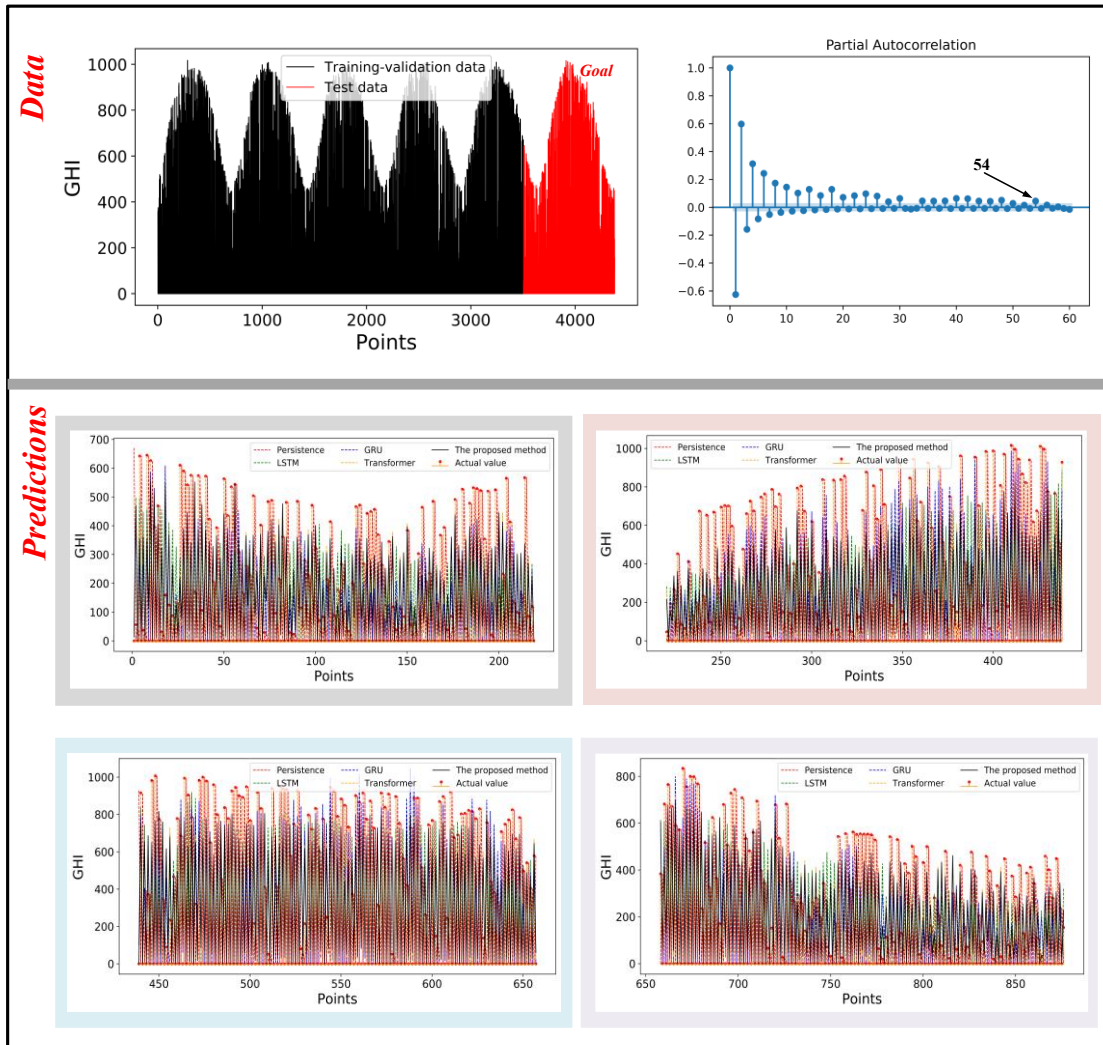 Data
Training-validation data
Test data
Goal
GHI
1000
800
600
400
200
0
0 1000 2000 3000 4000
Points
Partial Autocorrelation
1.0
0.8
0.6
0.4
0.2
0.0
−0.2
−0.4
−0.6
54
0 10 20 30 40 50 60
Predictions
Persistence GRU The proposed method
LSTM Transformer Actual value
GHI
700
600
500
400
300
200
100
0
0 50 100 150 200
Points
Persistence GRU The proposed method
LSTM Transformer Actual value
GHI
1000
800
600
400
200
0
250 300 350 400
Points
Persistence GRU The proposed method
LSTM Transformer Actual value
GHI
1000
800
600
400
200
0
450 500 550 600 650
Points
Persistence GRU The proposed method
LSTM Transformer Actual value
GHI
800
600
400
200
0
650 700 750 800 850
Points